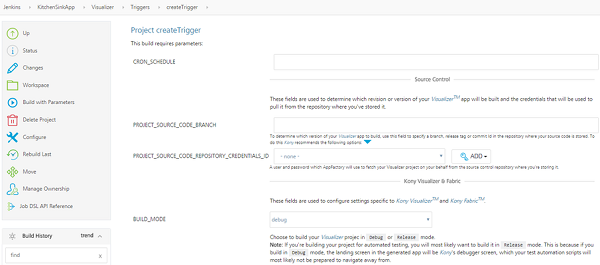 Jenkins › KitchenSinkApp › Visualizer › Triggers › createTrigger
Up
Status
Changes
Workspace
Build with Parameters
Delete Project
Configure
Rebuild Last
Move
Manage Ownership
Job DSL API Reference
Build History trend
find x
Project createTrigger
This build requires parameters:
CRON_SCHEDULE
Source Control
These fields are used to determine which revision or version of your Visualizer™ app will be built and the credentials that will be used to
pull it from the repository where you've stored it.
PROJECT_SOURCE_CODE_BRANCH
To determine which version of your Visualizer app to build, use this field to specify a branch, release tag or commit id in the repository where your source code is stored. To
do this Kony recommends the following options:
PROJECT_SOURCE_CODE_REPOSITORY_CREDENTIALS_ID - none - ADD
A user and password which AppFactory will use to fetch your Visualizer project on your behalf from the source control repository where you're storing it.
Kony Visualizer & Fabric
These fields are used to configure settings specific to Kony Visualizer™ and Kony Fabric™.
BUILD_MODE debug
Choose to build your Visualizer projec in Debug or Release mode.
Note: If you're building your project for automated testing, you will most likely want to build it in Release mode. This is because if you
build in Debug mode, the landing screen in the generated app will be Kony's debugger screen, which your test automation scripts will
most likely not be prepared to navigate away from